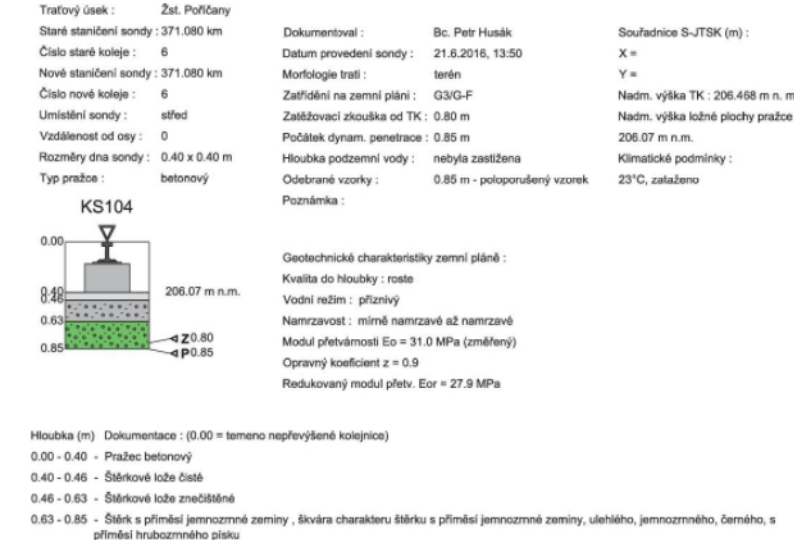 Traťový úsek : Žst. Poříčany
Staré staničení sondy : 371.080 km
Číslo staré koleje : 6
Nové staničení sondy : 371.080 km
Číslo nové koleje : 6
Umístění sondy : střed
Vzdálenost od osy : 0
Rozměry dna sondy : 0.40 x 0.40 m
Typ pražce : betonový
Dokumentoval : Bc. Petr Husák
Datum provedení sondy : 21.6.2016, 13:50
Morfologie trati : terén
Zatřídění na zemní pláni : G3/G-F
Zatěžovací zkouška od TK : 0.80 m
Počátek dynam. penetrace : 0.85 m
Hloubka podzemní vody : nebyla zastižena
Odebrané vzorky : 0.85 m - poloporušený vzorek
Poznámka :
Souřadnice S-JTSK (m) :
X =
Y =
Nadm. výška TK : 206.468 m n. m
Nadm. výška ložné plochy pražce
206.07 m n.m.
Klimatické podmínky :
23°C, zataženo
KS104
0.00
0.40
0.46
0.63
0.85
206.07 m n.m.
Z0.80
P0.85
Geotechnické charakteristiky zemní pláně :
Kvalita do hloubky : roste
Vodní režim : příznivý
Namrzavost : mírně namrzavé až namrzavé
Modul přetvárnosti Eo = 31.0 MPa (změřený)
Opravný koeficient z = 0.9
Redukovaný modul přetv. Eor = 27.9 MPa
Hloubka (m) Dokumentace : (0.00 = temeno nepřevýšené kolejnice)
0.00 - 0.40 - Pražec betonový
0.40 - 0.46 - Štěrkové lože čisté
0.46 - 0.63 - Štěrkové lože znečištěné
0.63 - 0.85 - Štěrk s příměsí jemnozrnné zeminy , škvára charakteru štěrku s příměsí jemnozrnné zeminy, ulehlého, jemnozrnného, černého, s
příměsí hrubozrnného písku